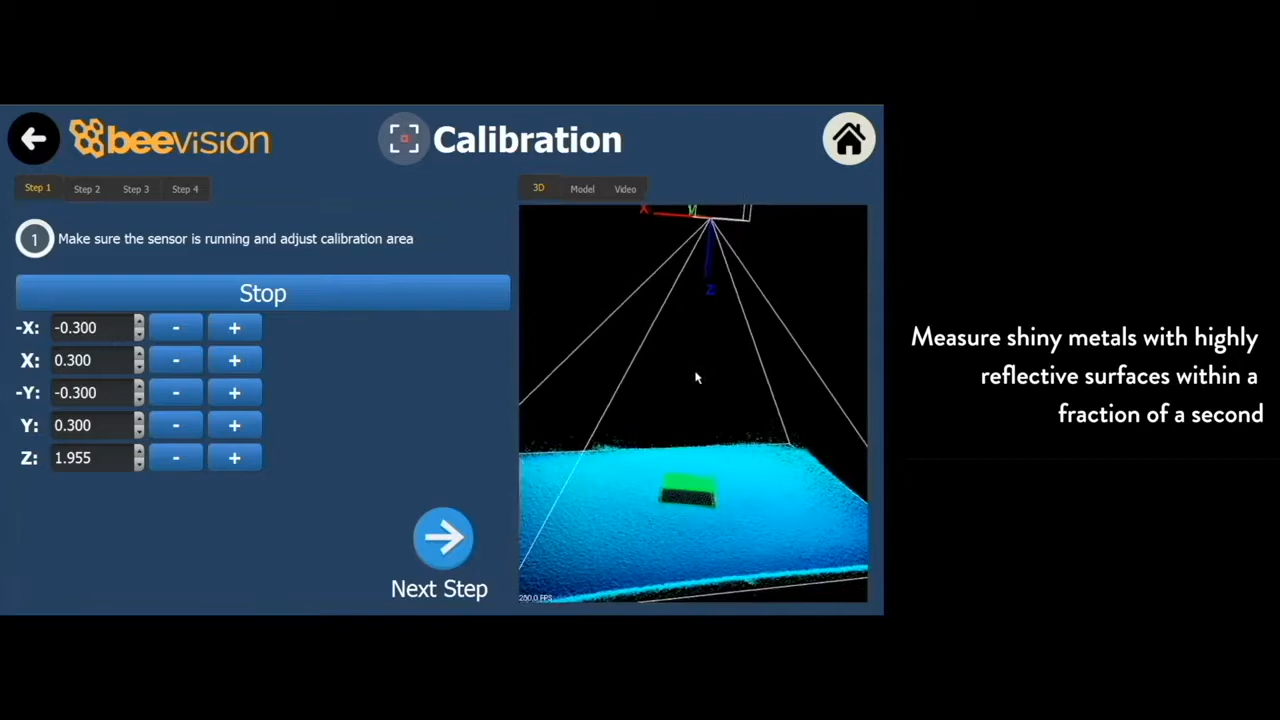 beevision
Calibration
Step 1 Step 2 Step 3 Step 4
3D Model Video
1 Make sure the sensor is running and adjust calibration area
Stop
-X: -0.300 - +
X: 0.300 - +
-Y: -0.300 - +
Y: 0.300 - +
Z: 1.955 - +
Next Step
X
Z
Measure shiny metals with highly
reflective surfaces within a
fraction of a second